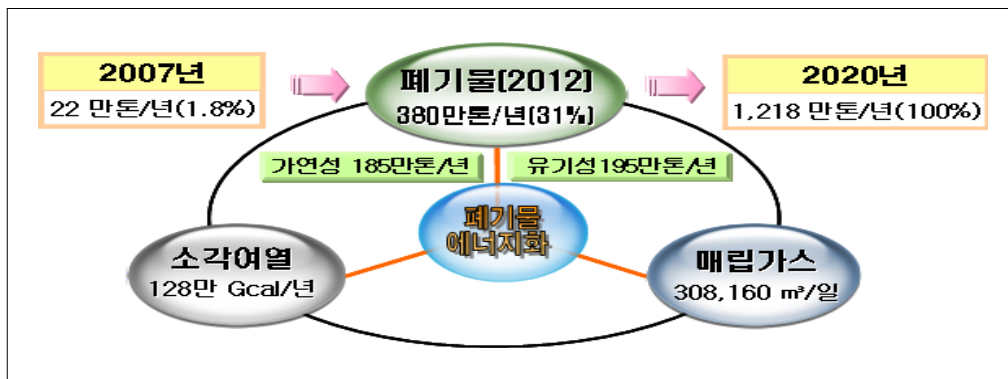 2007년
22 만톤/년(1.8%)
폐기물(2012)
380만톤/년(31%)
2020년
1,218 만톤/년(100%)
가연성 185만톤/년
유기성195만톤/년
폐기물
에너지화
소각여열
128만 Gcal/년
매립가스
308,160 ㎥/일